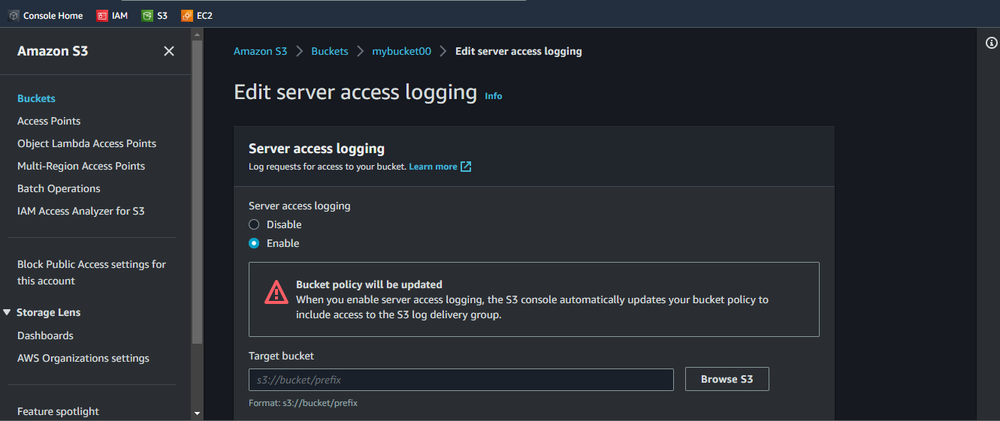 Console Home IAM S3 EC2
Amazon S3
Buckets
Access Points
Object Lambda Access Points
Multi-Region Access Points
Batch Operations
IAM Access Analyzer for S3
Block Public Access settings for
this account
Storage Lens
Dashboards
AWS Organizations settings
Feature spotlight
Amazon S3 Buckets mybucket00 Edit server access logging
Edit server access logging Info
Server access logging
Log requests for access to your bucket. Learn more
Server access logging
Disable
Enable
Bucket policy will be updated
When you enable server access logging, the S3 console automatically updates your bucket policy to
include access to the S3 log delivery group.
Target bucket
s3://bucket/prefix
Browse S3
Format: s3://bucket/prefix